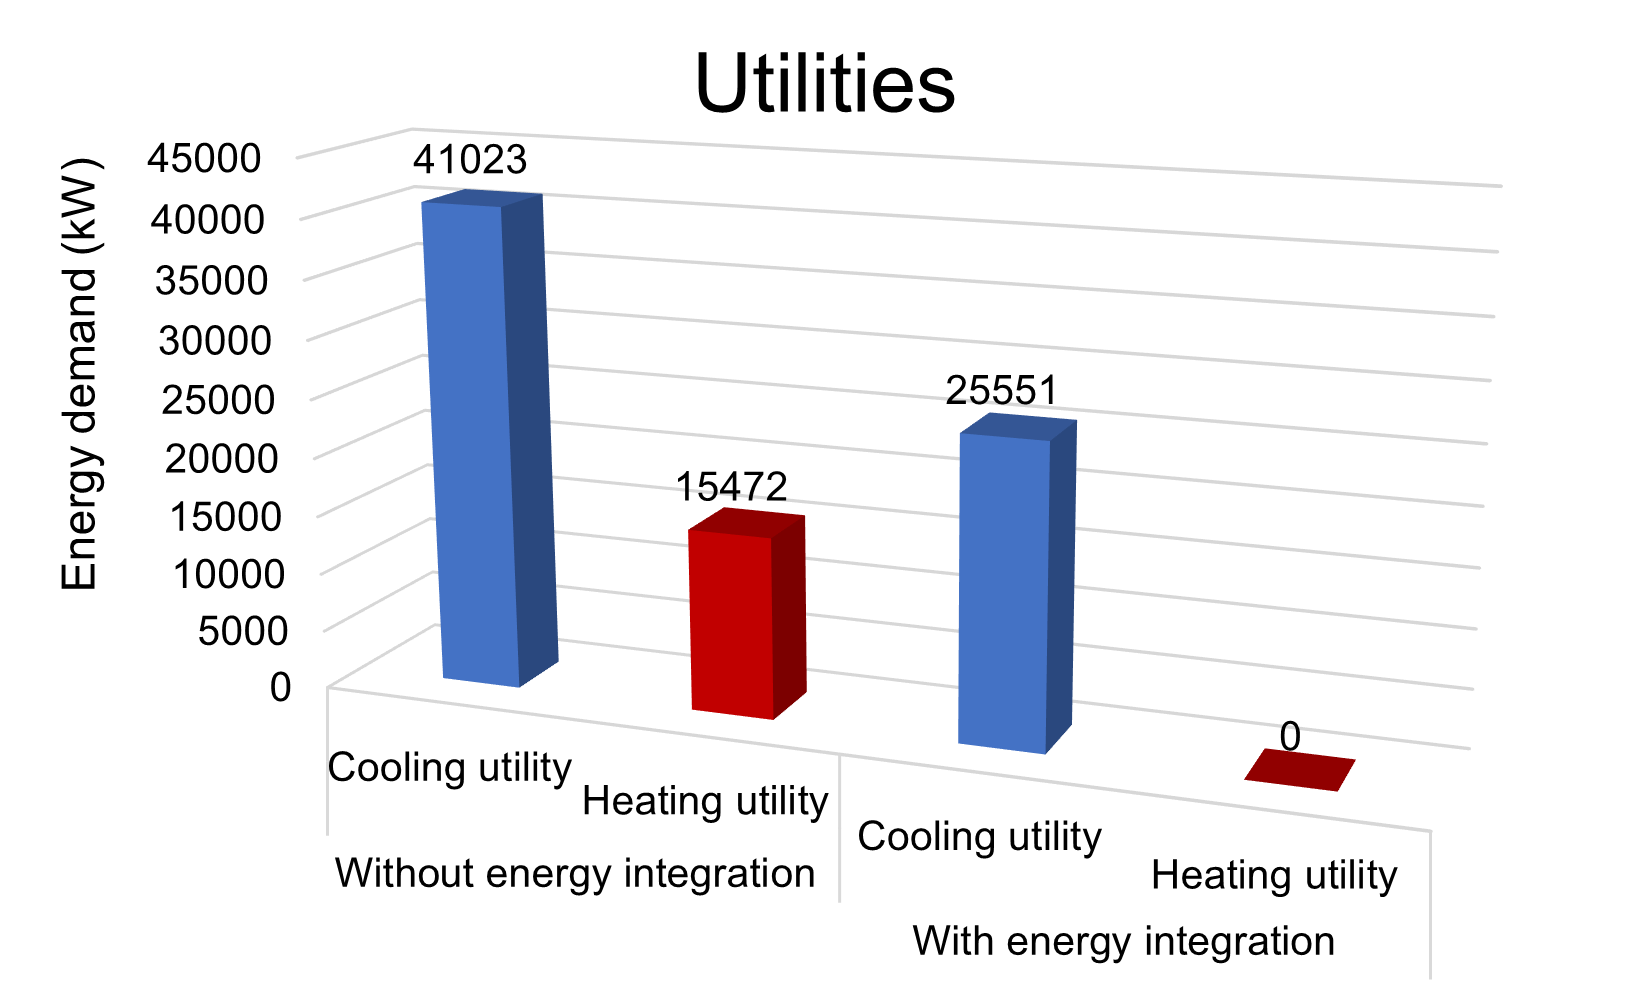 Utilities
Energy demand (kW)
45000
40000
35000
30000
25000
20000
15000
10000
5000
0
41023
15472
25551
0
Cooling utility
Heating utility
Cooling utility
Heating utility
Without energy integration
With energy integration